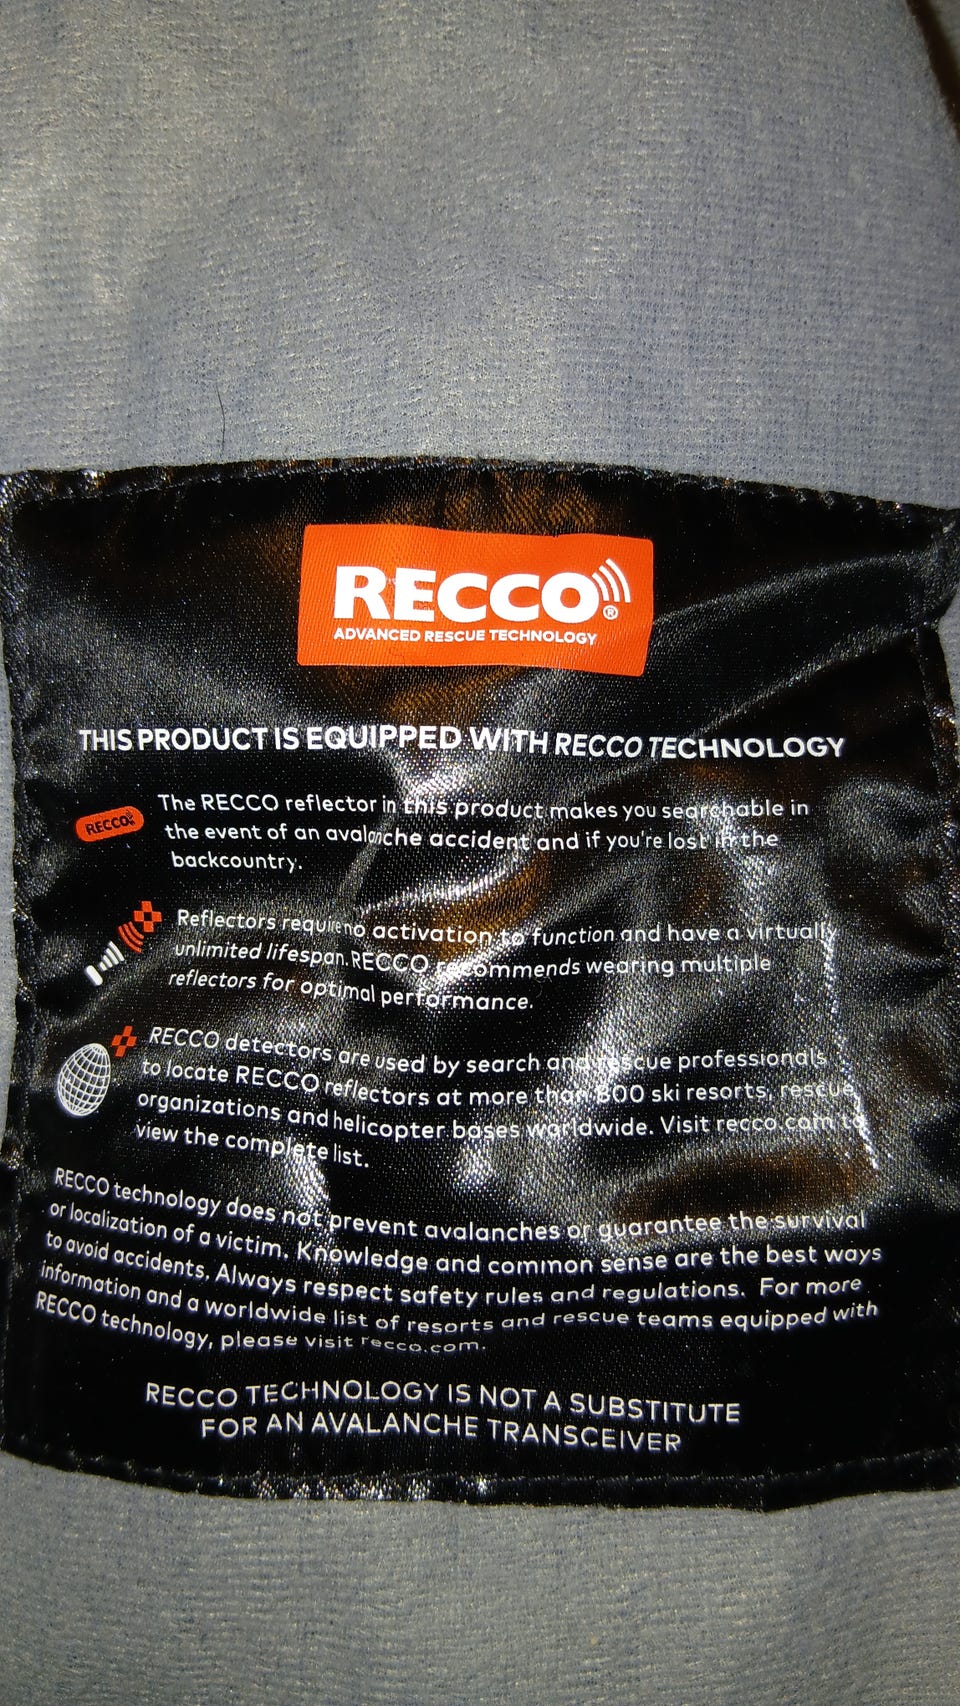 RECCO®
ADVANCED RESCUE TECHNOLOGY
THIS PRODUCT IS EQUIPPED WITH RECCO TECHNOLOGY
RECCO®
The RECCO reflector in this product makes you searchable in
the event of an avalanche accident and if you're lost in the
backcountry.
Reflectors require no activation to function and have a virtually
unlimited lifespan. RECCO recommends wearing multiple
reflectors for optimal performance.
RECCO detectors are used by search and rescue professionals
to locate RECCO reflectors at more than 800 ski resorts, rescue
organizations and helicopter bases worldwide. Visit recco.com to
view the complete list.
RECCO technology does not prevent avalanches or guarantee the survival
or localization of a victim. Knowledge and common sense are the best ways
to avoid accidents. Always respect safety rules and regulations. For more
information and a worldwide list of resorts and rescue teams equipped with
RECCO technology, please visit recco.com.
RECCO TECHNOLOGY IS NOT A SUBSTITUTE
FOR AN AVALANCHE TRANSCEIVER